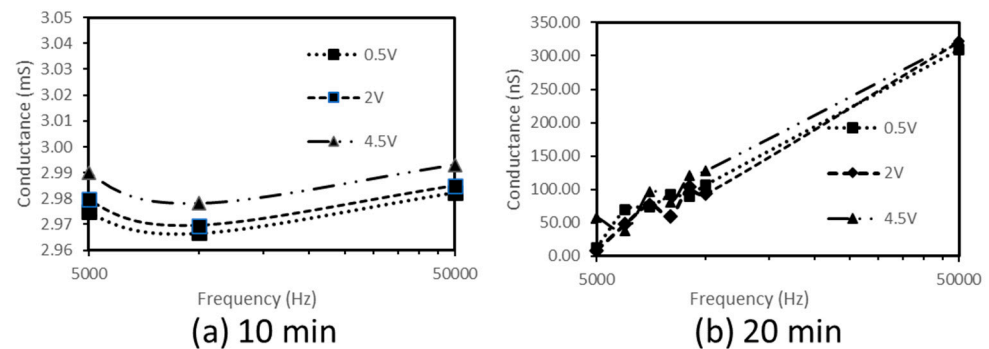 3.05
3.04
3.03
3.02
3.01
3.00
2.99
2.98
2.97
2.96
Conductance (mS)
0.5V
2V
4.5V
5000
50000
Frequency (Hz)
(a) 10 min
350.00
300.00
250.00
200.00
150.00
100.00
50.00
0.00
Conductance (nS)
0.5V
2V
4.5V
5000
50000
Frequency (Hz)
(b) 20 min